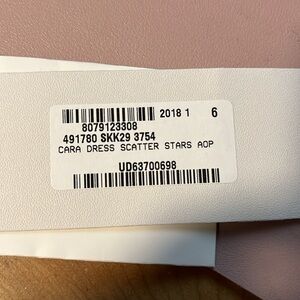 2018 1 6
8079123308
491780 SKK29 3754
CARA DRESS SCATTER STARS AOP
UD63700698